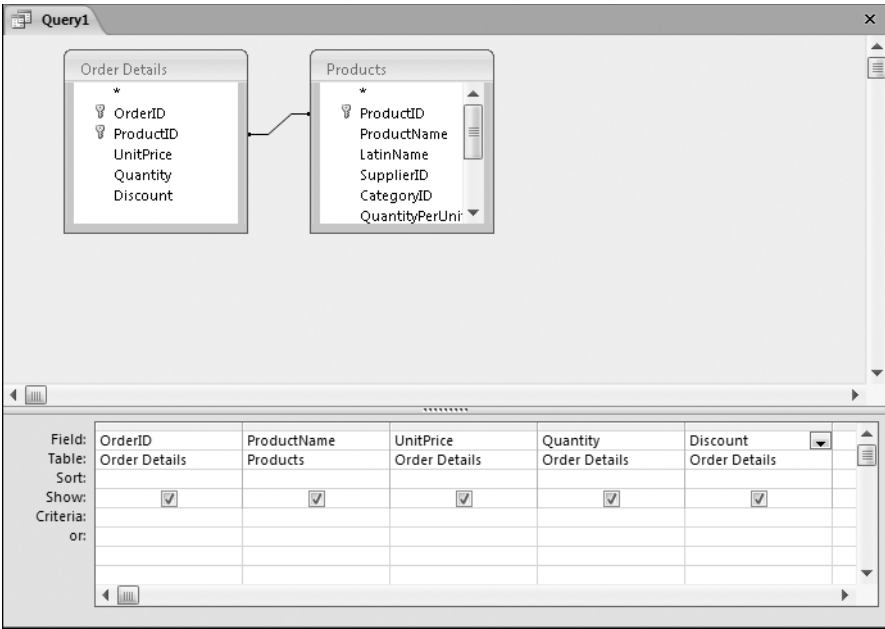 Query1
Order Details
*
OrderID
ProductID
UnitPrice
Quantity
Discount
Products
*
ProductID
ProductName
LatinName
SupplierID
CategoryID
QuantityPerUni
Field: OrderID ProductName UnitPrice Quantity Discount
Table: Order Details Products Order Details Order Details Order Details
Sort:
Show:
Criteria:
or: